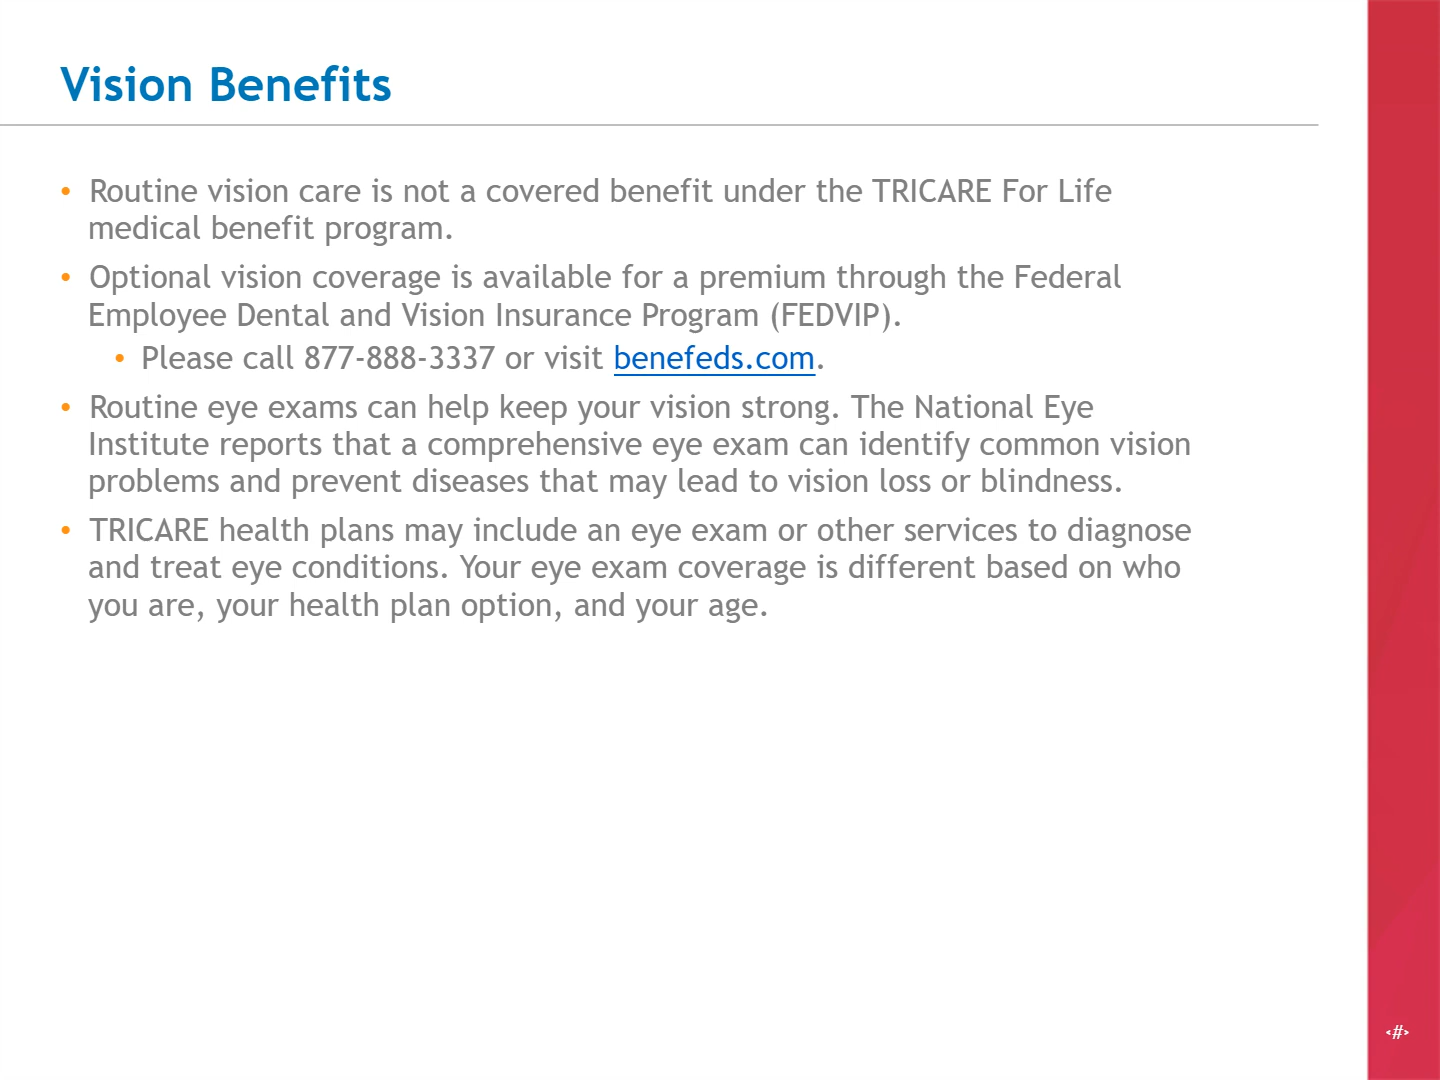 Vision Benefits
• Routine vision care is not a covered benefit under the TRICARE For Life
medical benefit program.
• Optional vision coverage is available for a premium through the Federal
Employee Dental and Vision Insurance Program (FEDVIP).
• Please call 877-888-3337 or visit benefeds.com.
• Routine eye exams can help keep your vision strong. The National Eye
Institute reports that a comprehensive eye exam can identify common vision
problems and prevent diseases that may lead to vision loss or blindness.
• TRICARE health plans may include an eye exam or other services to diagnose
and treat eye conditions. Your eye exam coverage is different based on who
you are, your health plan option, and your age.
‹#›